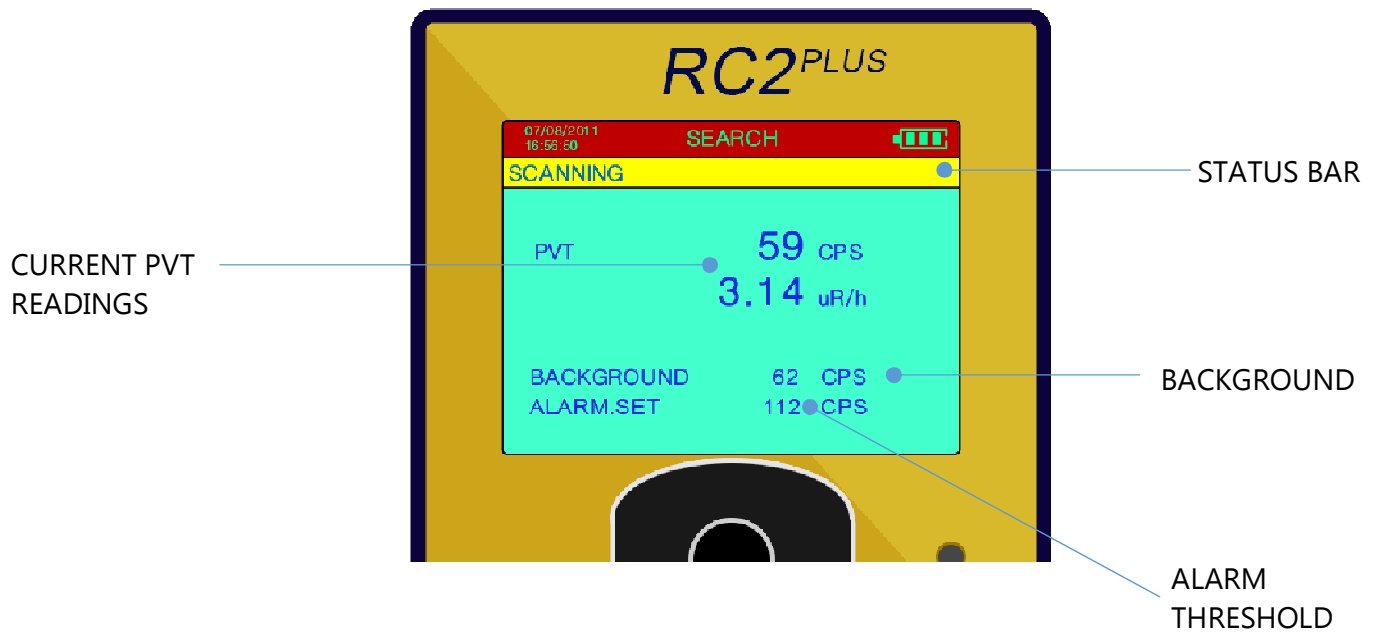 RC2PLUS
07/08/2011
16:56:50
SEARCH
SCANNING
STATUS BAR
PVT
59 CPS
3.14 uR/h
CURRENT PVT
READINGS
BACKGROUND 62 CPS
BACKGROUND
ALARM.SET 112 CPS
ALARM
THRESHOLD